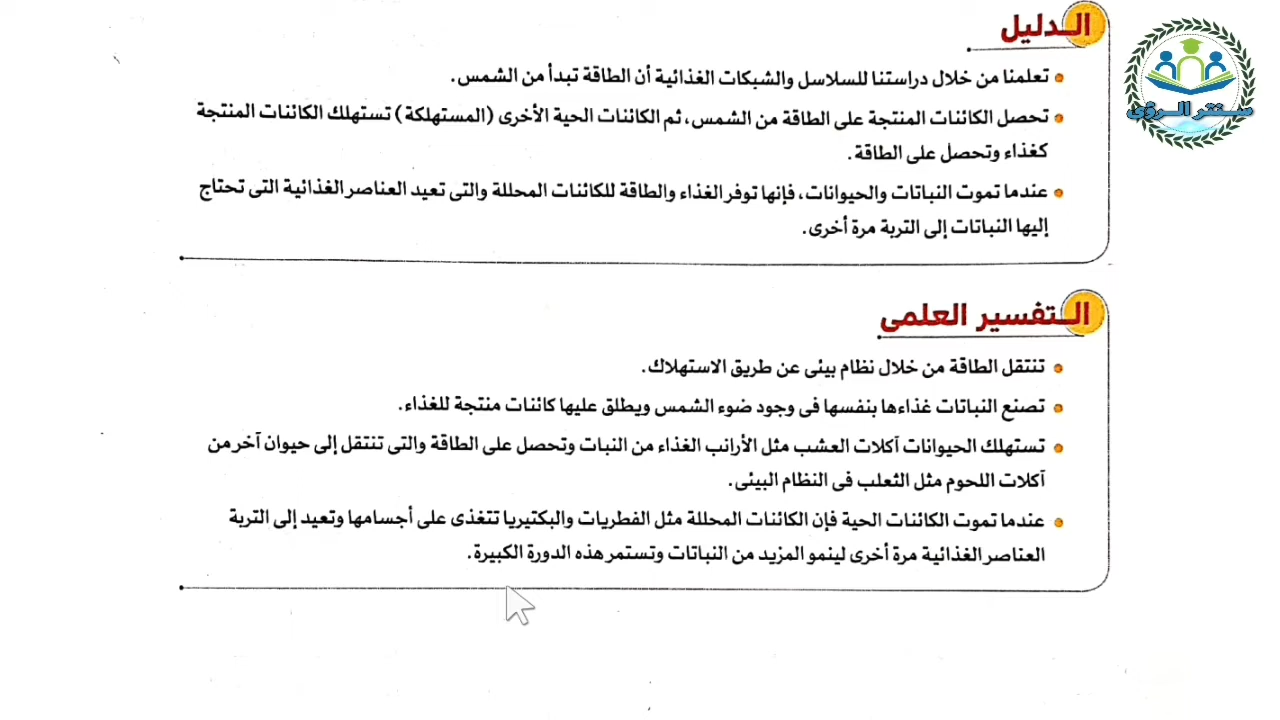 الـدليل
تعلمنا من خلال دراستنا للسلاسل والشبكات الغذائية أن الطاقة تبدأ من الشمس.
تحصل الكائنات المنتجة على الطاقة من الشمس، ثم الكائنات الحية الأخرى (المستهلكة) تستهلك الكائنات المنتجة
كغذاء وتحصل على الطاقة.
عندما تموت النباتات والحيوانات، فإنها توفر الغذاء والطاقة للكائنات المحللة والتى تعيد العناصر الغذائية التى تحتاج
إليها النباتات إلى التربة مرة أخرى.
سنتر الـرؤى
الـتفسير العلمى
تنتقل الطاقة من خلال نظام بيئى عن طريق الاستهلاك.
تصنع النباتات غذاءها بنفسها فى وجود ضوء الشمس ويطلق عليها كائنات منتجة للغذاء.
تستهلك الحيوانات آكلات العشب مثل الأرانب الغذاء من النبات وتحصل على الطاقة والتى تنتقل إلى حيوان آخر من
آكلات اللحوم مثل الثعلب فى النظام البيئى.
عندما تموت الكائنات الحية فإن الكائنات المحللة مثل الفطريات والبكتيريا تتغذى على أجسامها وتعيد إلى التربة
العناصر الغذائية مرة أخرى لينمو المزيد من النباتات وتستمر هذه الدورة الكبيرة.